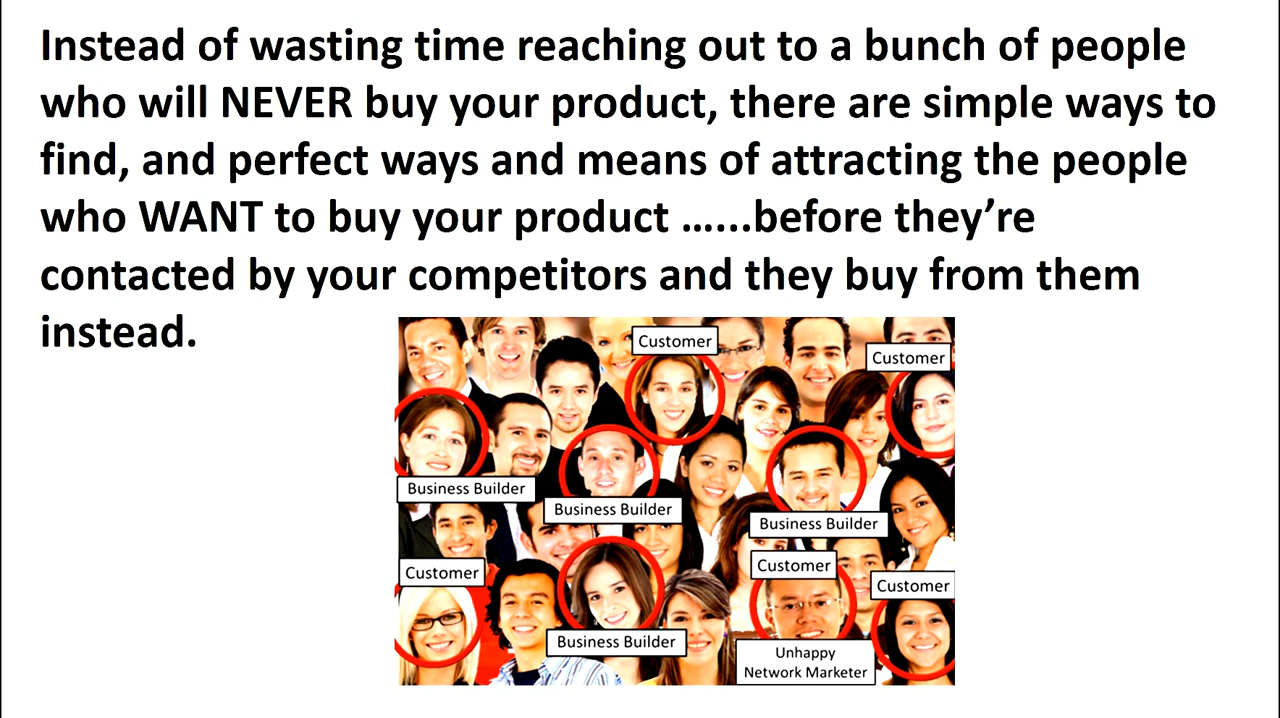 Instead of wasting time reaching out to a bunch of people
who will NEVER buy your product, there are simple ways to
find, and perfect ways and means of attracting the people
who WANT to buy your product …...before they’re
contacted by your competitors and they buy from them
instead.
Customer
Customer
Business Builder
Business Builder
Business Builder
Customer
Customer
Customer
Business Builder
Unhappy
Network Marketer